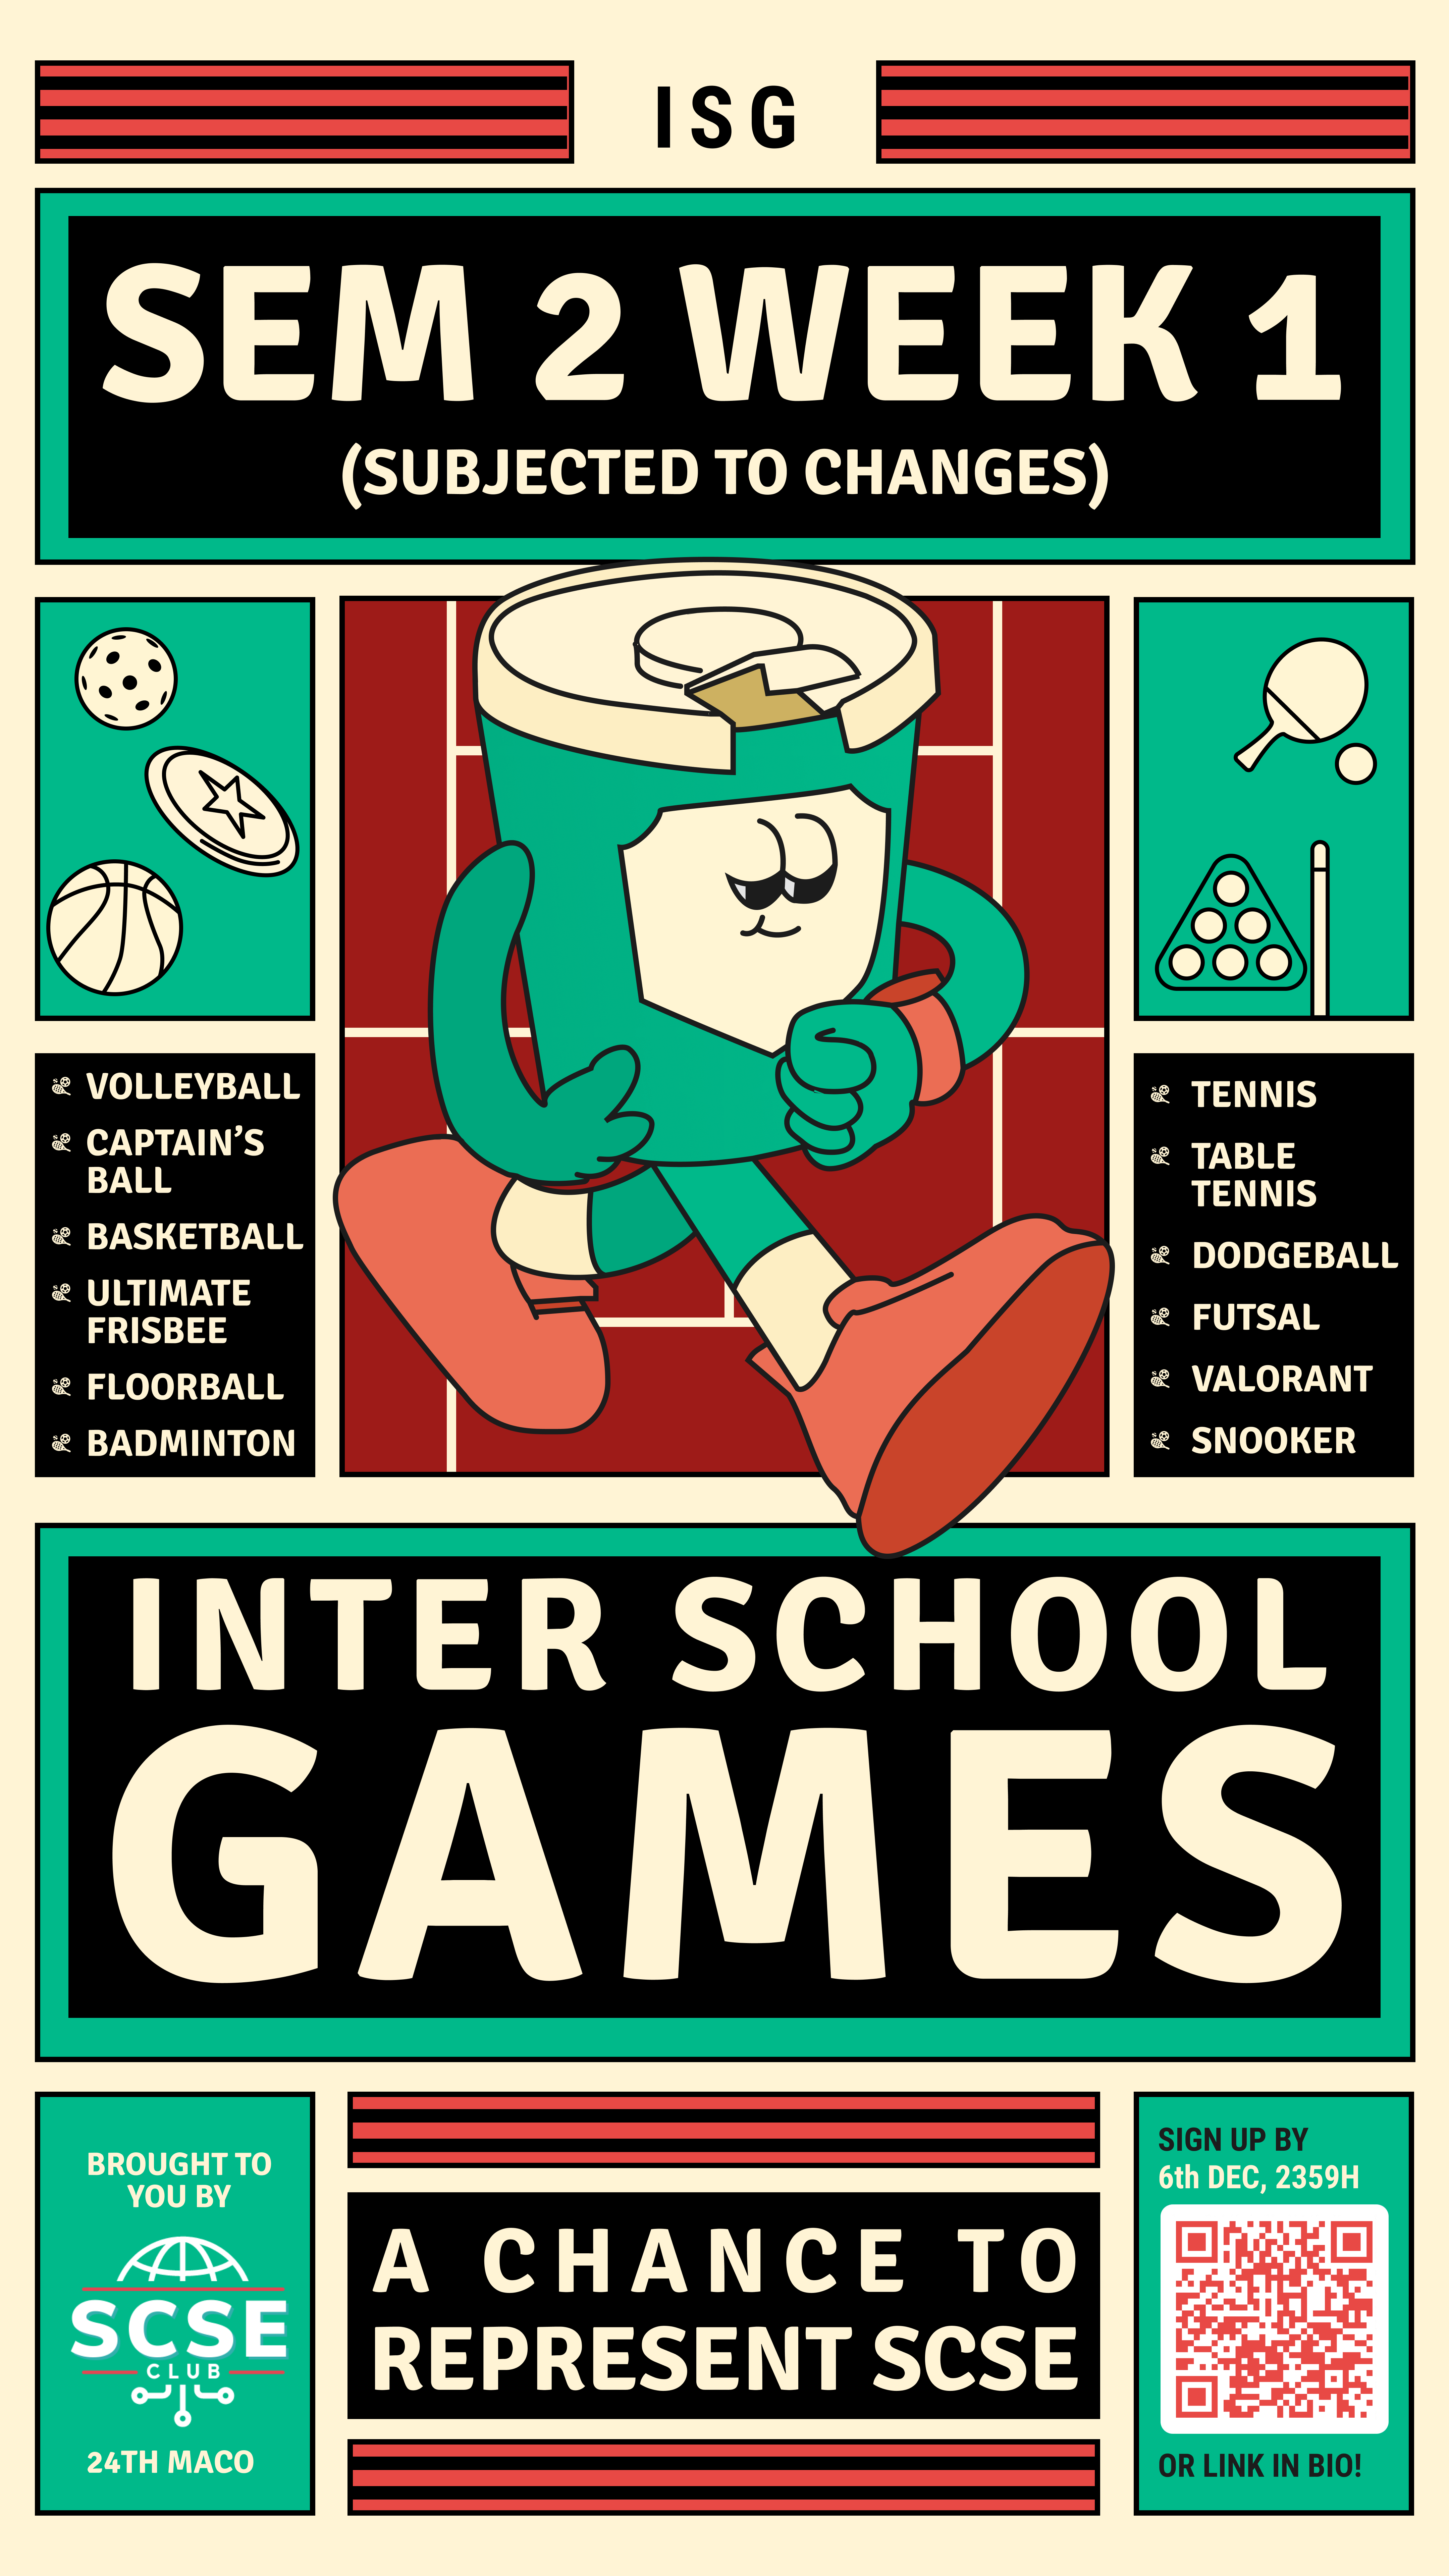 ISG
SEM 2 WEEK 1
(SUBJECTED TO CHANGES)
VOLLEYBALL
CAPTAIN’S
BALL
BASKETBALL
ULTIMATE
FRISBEE
FLOORBALL
BADMINTON
TENNIS
TABLE
TENNIS
DODGEBALL
FUTSAL
VALORANT
SNOOKER
INTER SCHOOL
GAMES
BROUGHT TO
YOU BY
SCSE
CLUB
24TH MACO
A CHANCE TO
REPRESENT SCSE
SIGN UP BY
6th DEC, 2359H
OR LINK IN BIO!